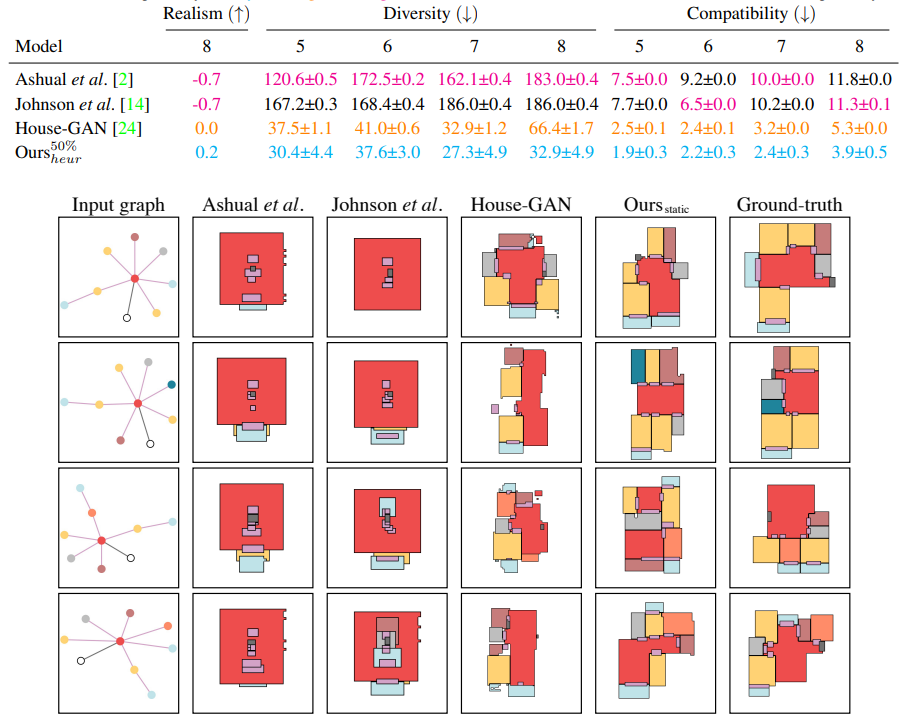 Realism (↑) Diversity (↓) Compatibility (↓)
Model 8 5 6 7 8 5 6 7 8
Ashual et al. [2] -0.7 120.6±0.5 172.5±0.2 162.1±0.4 183.0±0.4 7.5±0.0 9.2±0.0 10.0±0.0 11.8±0.0
Johnson et al. [14] -0.7 167.2±0.3 168.4±0.4 186.0±0.4 186.0±0.4 7.7±0.0 6.5±0.0 10.2±0.0 11.3±0.1
House-GAN [24] 0.0 37.5±1.1 41.0±0.6 32.9±1.2 66.4±1.7 2.5±0.1 2.4±0.1 3.2±0.0 5.3±0.0
Ours 50% heur 0.2 30.4±4.4 37.6±3.0 27.3±4.9 32.9±4.9 1.9±0.3 2.2±0.3 2.4±0.3 3.9±0.5
Input graph Ashual et al. Johnson et al. House-GAN Ours static Ground-truth